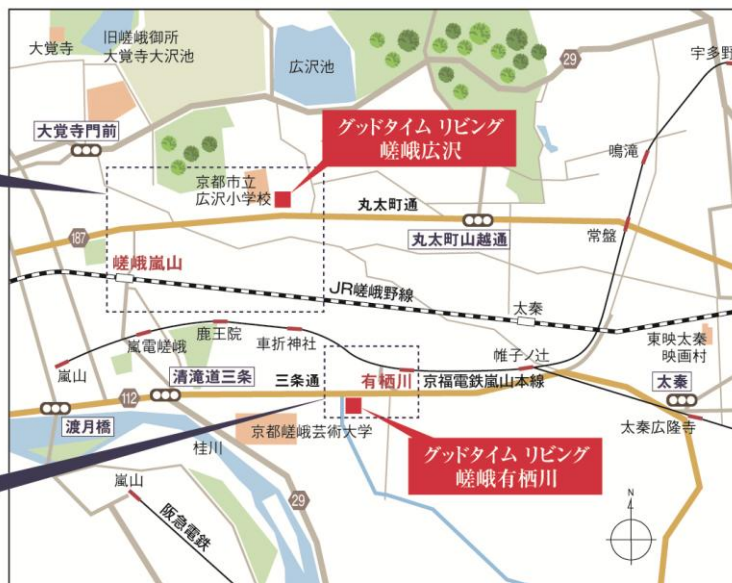 大覚寺
旧嵯峨御所
大覚寺大沢池
広沢池
29
宇多野
大覚寺門前
グッドタイム リビング
嵯峨広沢
鳴滝
京都市立
広沢小学校
丸太町通
187
丸太町山越通
常盤
嵯峨嵐山
JR嵯峨野線
太秦
鹿王院
嵐電嵯峨
車折神社
東映太秦
映画村
嵐山
清滝道三条
三条通
有栖川
京福電鉄嵐山本線
帷子ノ辻
太秦
112
渡月橋
京都嵯峨芸術大学
太秦広隆寺
桂川
グッドタイム リビング
嵯峨有栖川
嵐山
29
阪急電鉄
N